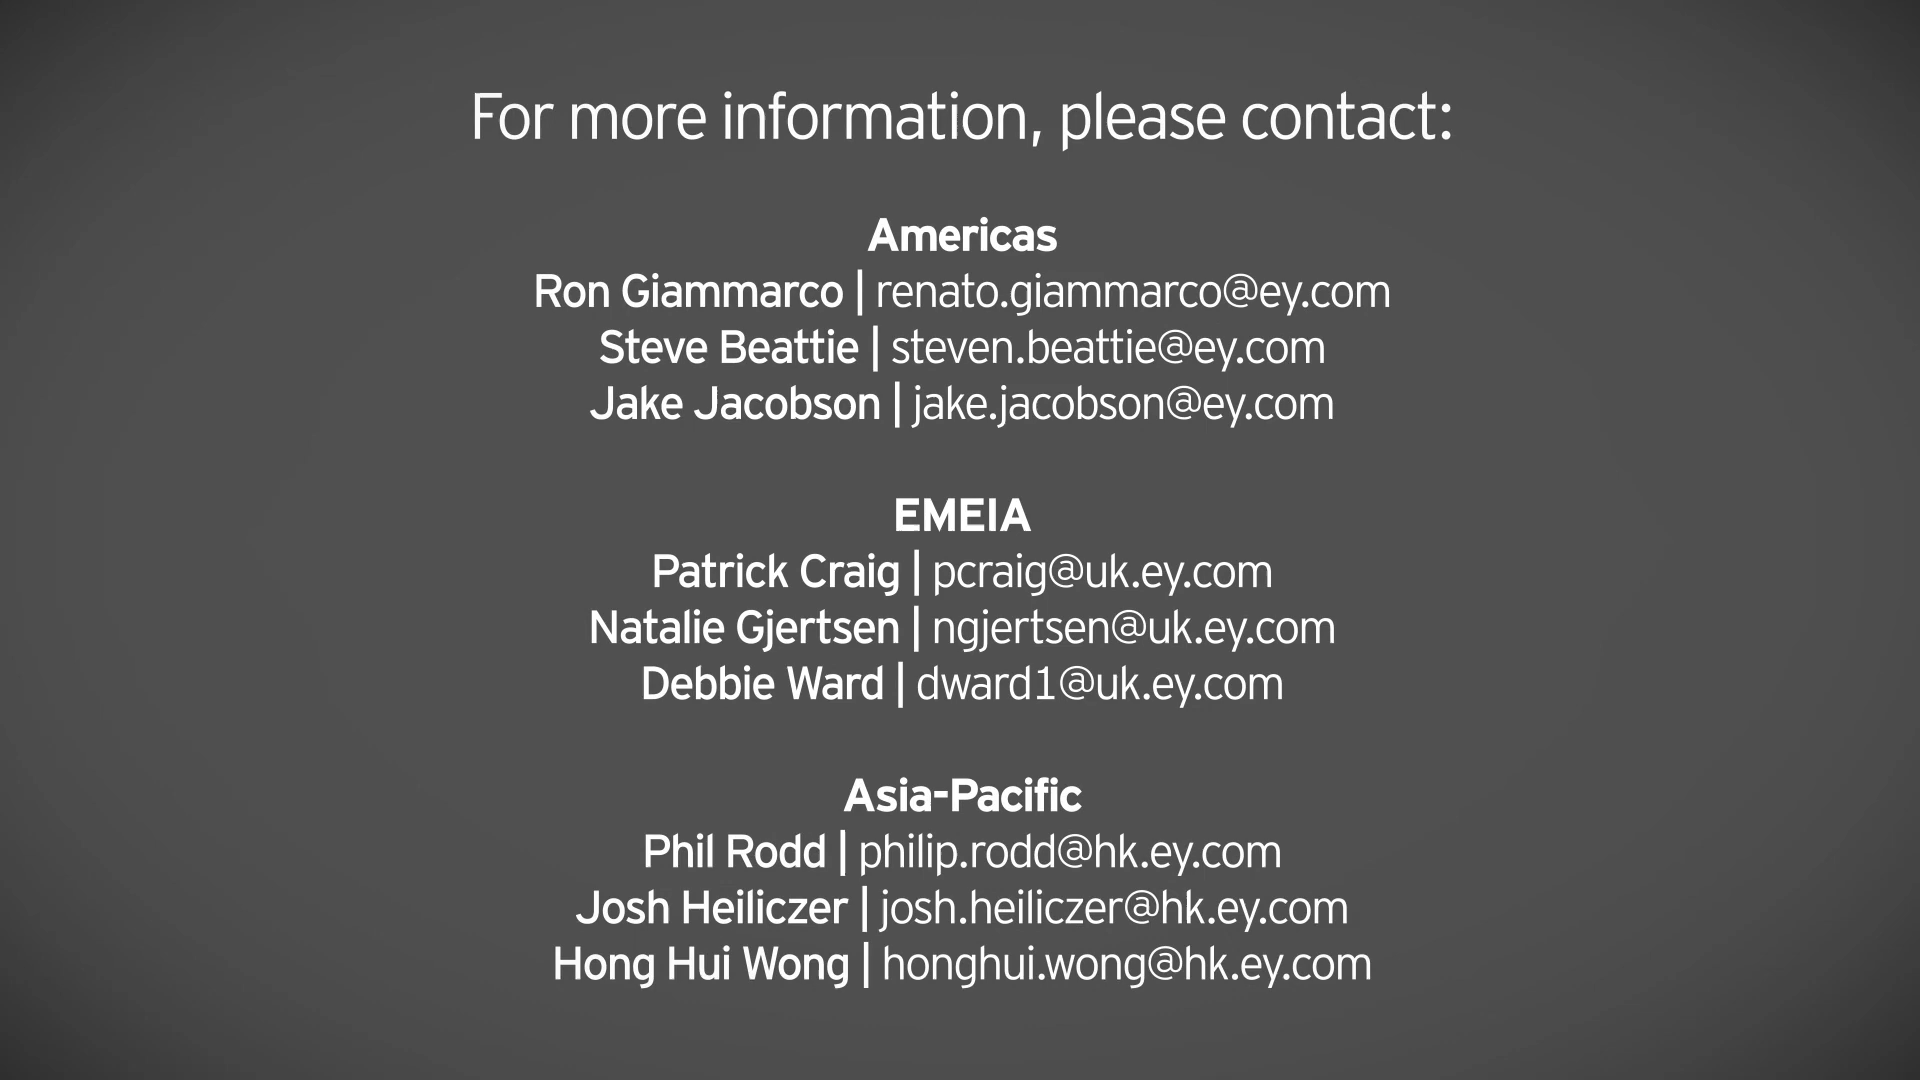 For more information, please contact:
Americas
Ron Giammarco | renato.giammarco@ey.com
Steve Beattie | steven.beattie@ey.com
Jake Jacobson | jake.jacobson@ey.com
EMEIA
Patrick Craig | pcraig@uk.ey.com
Natalie Gjertsen | ngjertsen@uk.ey.com
Debbie Ward | dward1@uk.ey.com
Asia-Pacific
Phil Rodd | philip.rodd@hk.ey.com
Josh Heiliczer | josh.heiliczer@hk.ey.com
Hong Hui Wong | honghui.wong@hk.ey.com